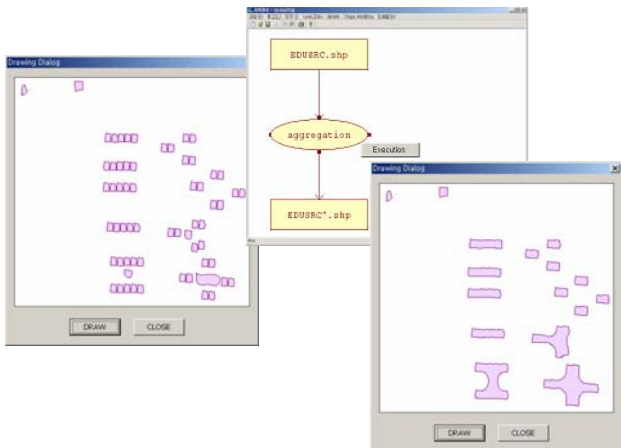 Drawing Dialog
DRAW
CLOSE
EDUSRC.shp
aggregation
Execution
EDUSRC".shp
Drawing Dialog
DRAW
CLOSE